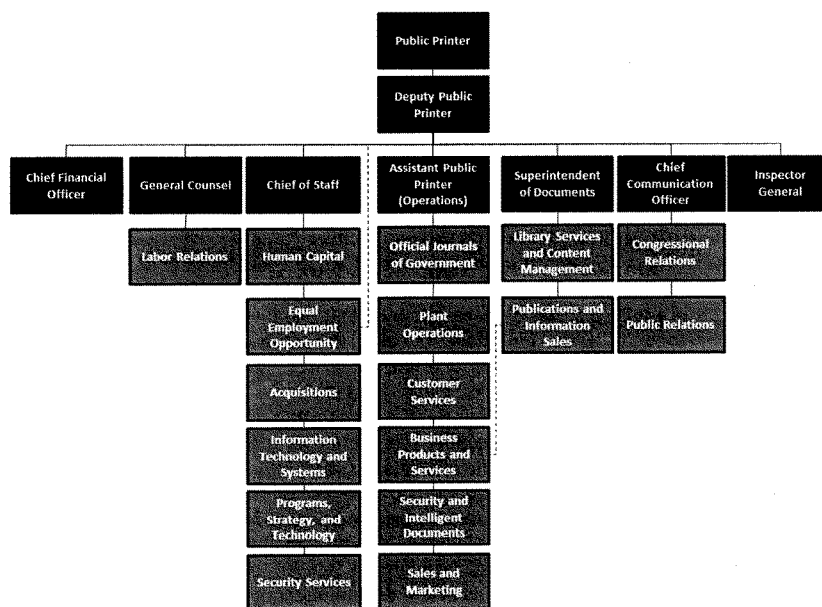 Public Printer
Deputy Public
Printer
Chief Financial
Officer
General Counsel
Chief of Staff
Assistant Public
Printer
(Operations)
Superintendent
of Documents
Chief
Communication
Officer
Inspector
General
Labor Relations
Human Capital
Official Journals
of Government
Library Services
and Content
Management
Congressional
Relations
Equal
Employment
Opportunity
Plant
Operations
Publications and
Information
Sales
Public Relations
Acquisitions
Customer
Services
Information
Technology and
Systems
Business
Products and
Services
Programs,
Strategy, and
Technology
Security and
Intelligent
Documents
Security Services
Sales and
Marketing